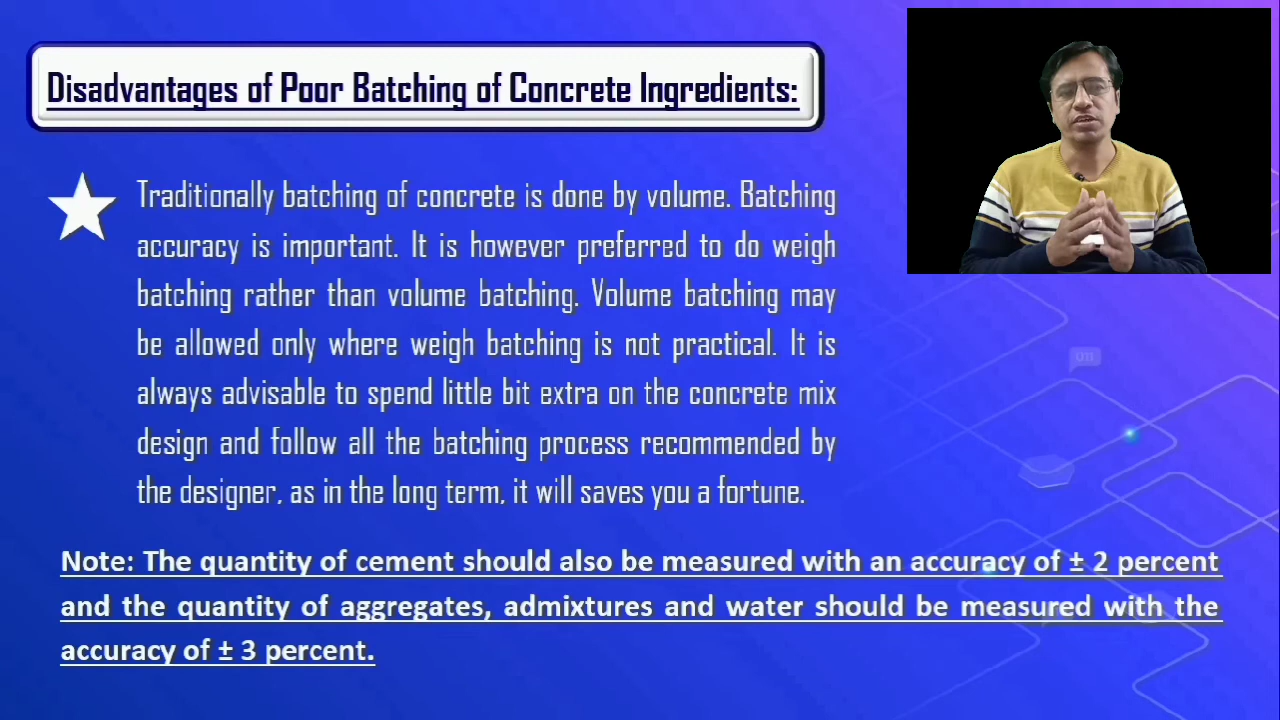 Disadvantages of Poor Batching of Concrete Ingredients:
Traditionally batching of concrete is done by volume. Batching
accuracy is important. It is however preferred to do weigh
batching rather than volume batching. Volume batching may
be allowed only where weigh batching is not practical. It is
always advisable to spend little bit extra on the concrete mix
design and follow all the batching process recommended by
the designer, as in the long term, it will saves you a fortune.
Note: The quantity of cement should also be measured with an accuracy of ± 2 percent
and the quantity of aggregates, admixtures and water should be measured with the
accuracy of ± 3 percent.